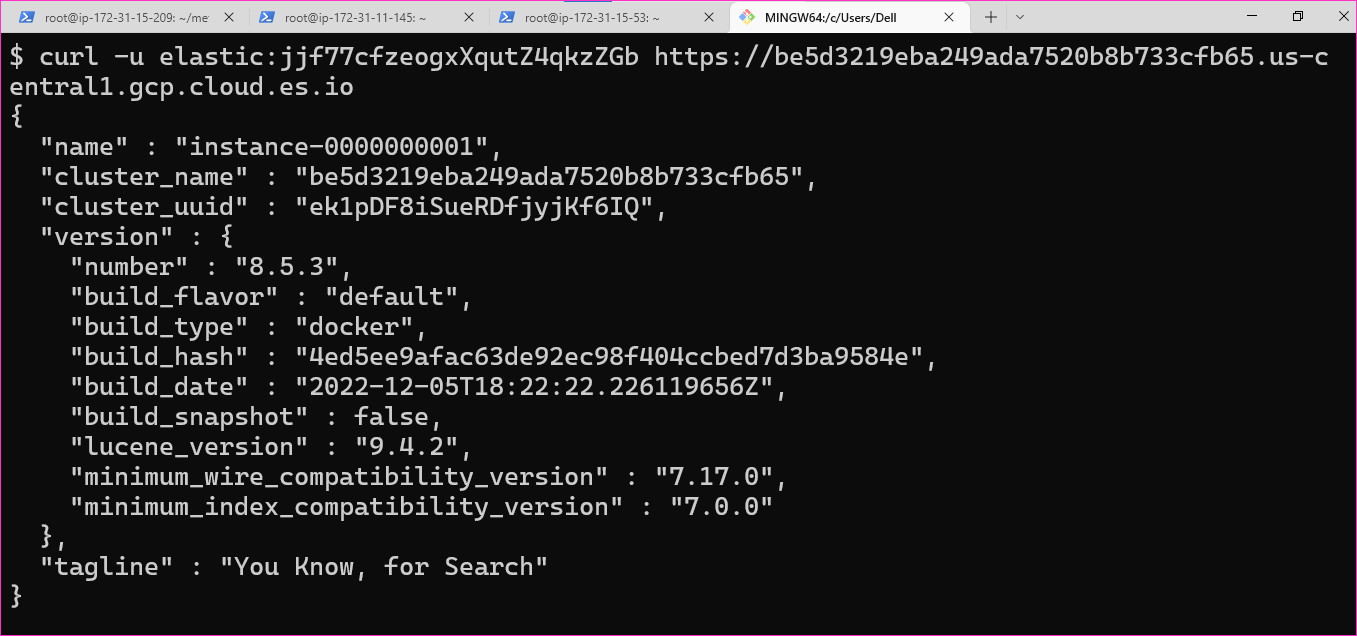 root@ip-172-31-15-209: ~/me root@ip-172-31-11-145: ~ root@ip-172-31-15-53: ~ MINGW64:/c/Users/Dell
$ curl -u elastic:jjf77cfzeogxXqutZ4qkzZGb https://be5d3219eba249ada7520b8b733cfb65.us-c
entral1.gcp.cloud.es.io
{
  "name" : "instance-0000000001",
  "cluster_name" : "be5d3219eba249ada7520b8b733cfb65",
  "cluster_uuid" : "ek1pDF8iSueRDfjyjKf6IQ",
  "version" : {
    "number" : "8.5.3",
    "build_flavor" : "default",
    "build_type" : "docker",
    "build_hash" : "4ed5ee9afac63de92ec98f404ccbed7d3ba9584e",
    "build_date" : "2022-12-05T18:22:22.226119656Z",
    "build_snapshot" : false,
    "lucene_version" : "9.4.2",
    "minimum_wire_compatibility_version" : "7.17.0",
    "minimum_index_compatibility_version" : "7.0.0"
  },
  "tagline" : "You Know, for Search"
}